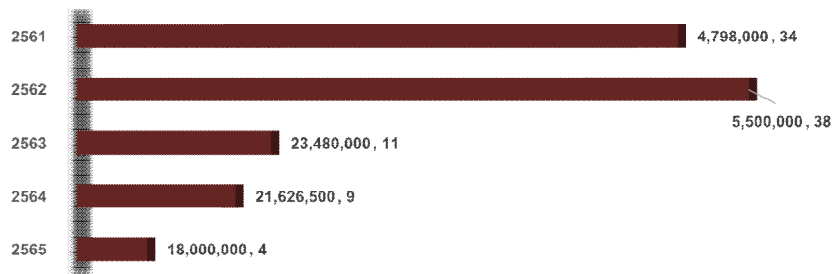 2561 4,798,000 , 34
2562
5,500,000 , 38
2563 23,480,000 , 11
2564 21,626,500 , 9
2565 18,000,000 , 4